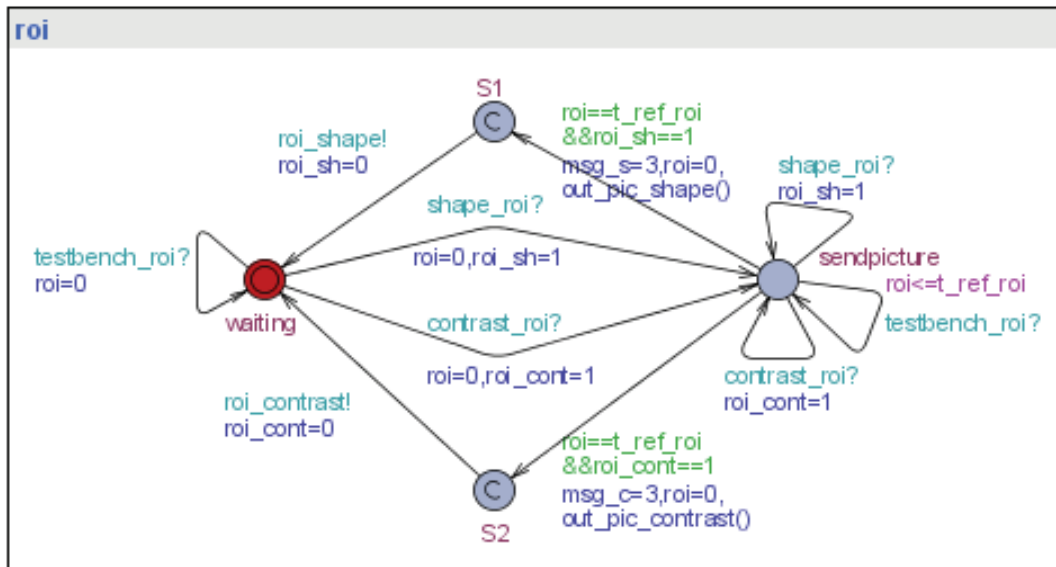 roi
S1
C
roi_shape!
roi_sh=0
roi==t_ref_roi
&&roi_sh==1
msg_s=3,roi=0,
out_pic_shape()
shape_roi?
roi_sh=1
shape_roi?
roi=0,roi_sh=1
testbench_roi?
roi=0
waiting
sendpicture
roi<=t_ref_roi
testbench_roi?
contrast_roi?
roi=0,roi_cont=1
contrast_roi?
roi_cont=1
roi_contrast!
roi_cont=0
roi==t_ref_roi
&&roi_cont==1
msg_c=3,roi=0,
out_pic_contrast()
C
S2